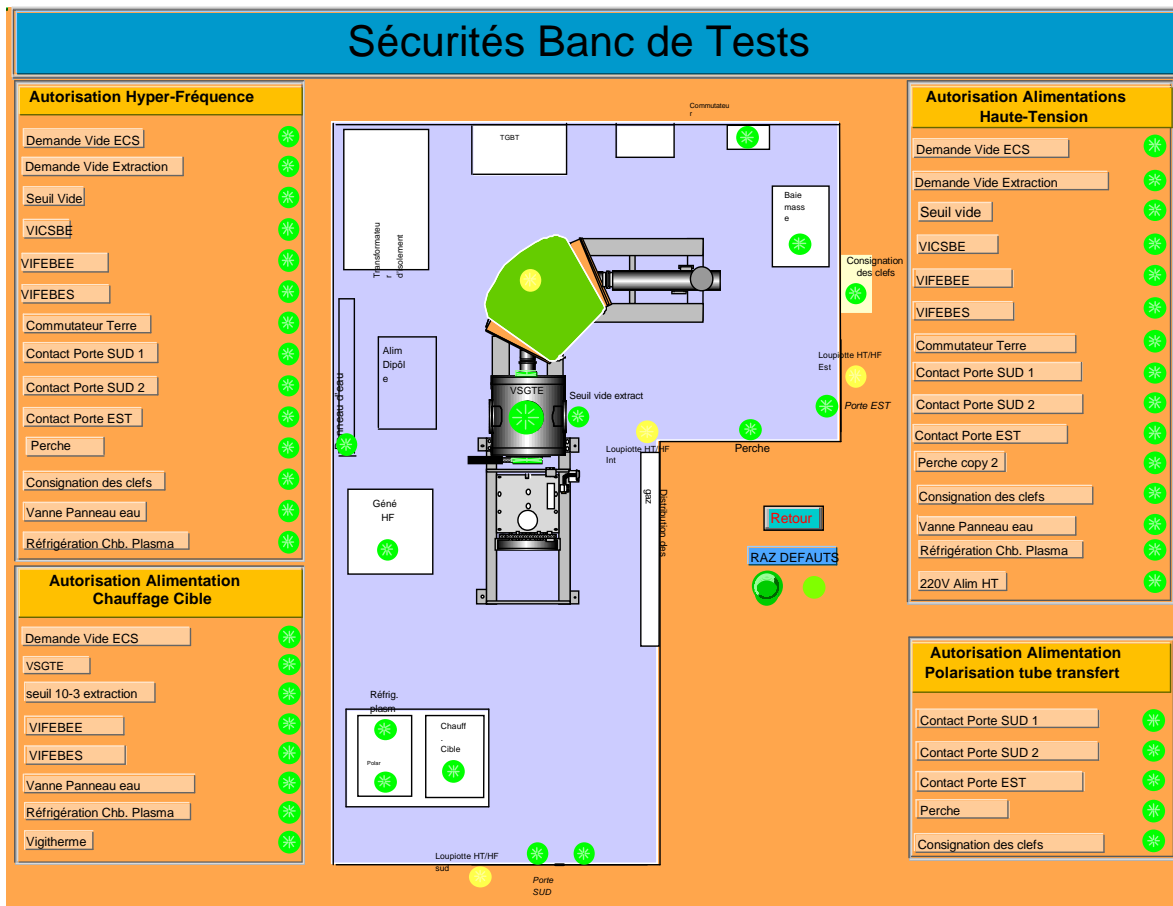 Sécurités Banc de Tests
Autorisation Hyper-Fréquence
Demande Vide ECS
Demande Vide Extraction
Seuil Vide
VICSBE
VIFEBEE
VIFEBES
Commutateur Terre
Contact Porte SUD 1
Contact Porte SUD 2
Contact Porte EST
Perche
Consignation des clefs
Vanne Panneau eau
Réfrigération Chb. Plasma
Autorisation Alimentation
Chauffage Cible
Demande Vide ECS
VSGTE
seuil 10-3 extraction
VIFEBEE
VIFEBES
Vanne Panneau eau
Réfrigération Chb. Plasma
Vigitherme
Commutateu
r
TGBT
Transformateu
r
d'isolement
Baie
mass
e
Consignation
des clefs
Alim
Dipôl
e
nneau d'eau
VSGTE
Seuil vide extract
Loupiotte HT/HF
Est
Porte EST
Loupiotte HT/HF
Int
Perche
Géné
HF
Distribution des
gaz
Retour
RAZ DEFAUTS
Réfrig.
plasm
Polar
Chauff
.
Cible
Loupiotte HT/HF
sud
Porte
SUD
Autorisation Alimentations
Haute-Tension
Demande Vide ECS
Demande Vide Extraction
Seuil vide
VICSBE
VIFEBEE
VIFEBES
Commutateur Terre
Contact Porte SUD 1
Contact Porte SUD 2
Contact Porte EST
Perche copy 2
Consignation des clefs
Vanne Panneau eau
Réfrigération Chb. Plasma
220V Alim HT
Autorisation Alimentation
Polarisation tube transfert
Contact Porte SUD 1
Contact Porte SUD 2
Contact Porte EST
Perche
Consignation des clefs